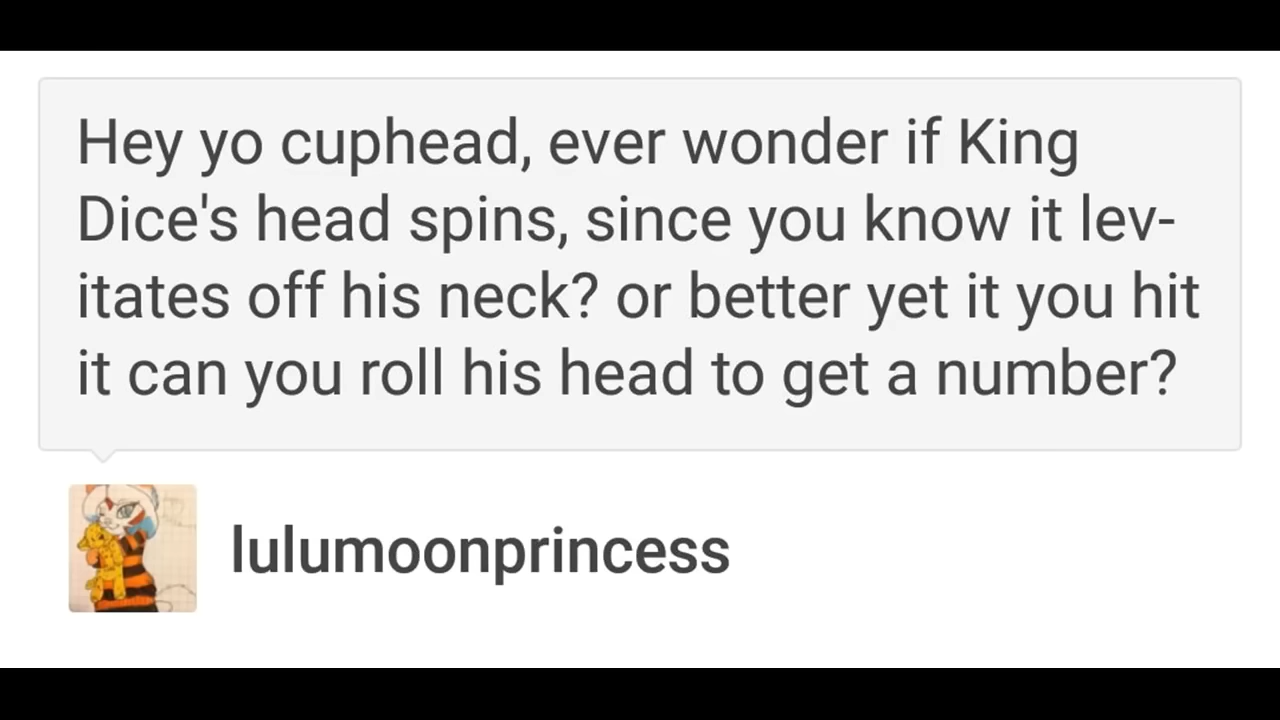 Hey yo cuphead, ever wonder if King
Dice's head spins, since you know it lev-
itates off his neck? or better yet it you hit
it can you roll his head to get a number?
lulumoonprincess